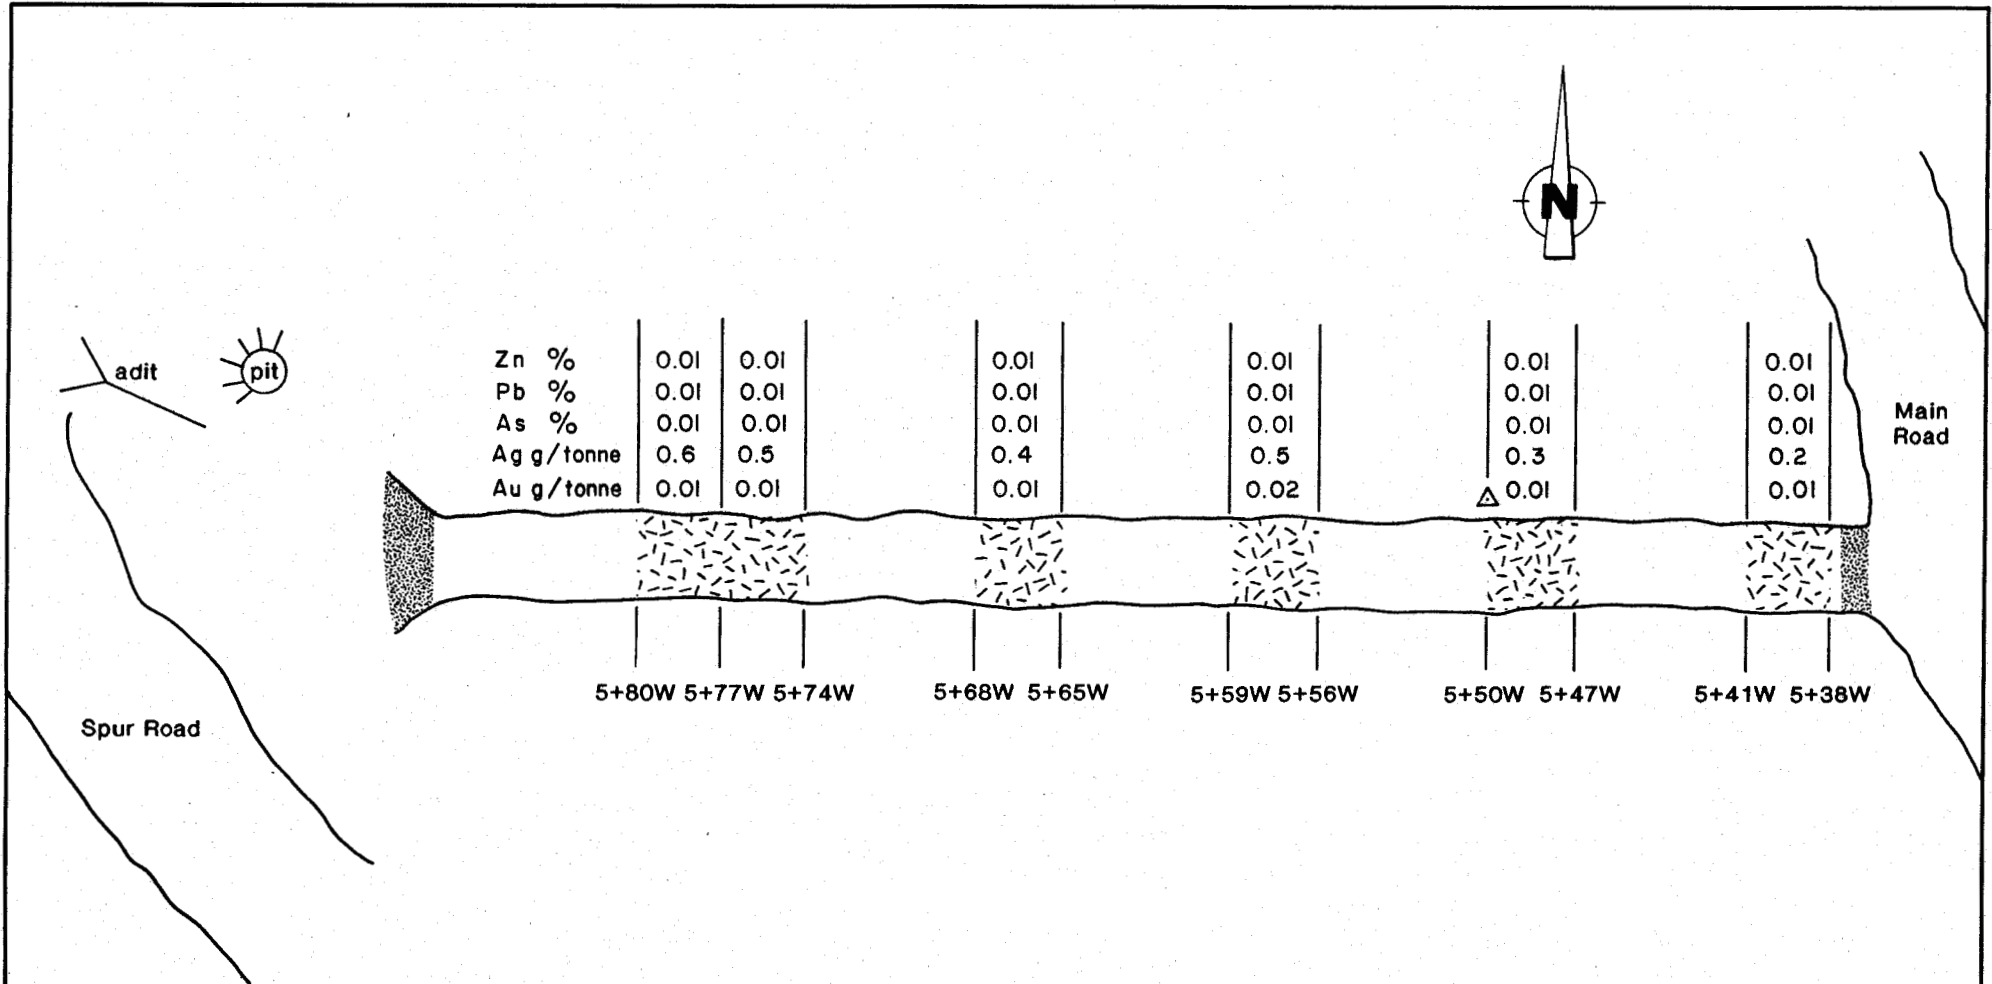 N
Zn % 0.01 0.01 0.01 0.01 0.01 0.01
Pb % 0.01 0.01 0.01 0.01 0.01 0.01
As % 0.01 0.01 0.01 0.01 0.01 0.01
Ag g/tonne 0.6 0.5 0.4 0.5 0.3 0.2
Au g/tonne 0.01 0.01 0.01 0.02 0.01 0.01
adit
pit
Main
Road
5+80W 5+77W 5+74W 5+68W 5+65W 5+59W 5+56W 5+50W 5+47W 5+41W 5+38W
Spur Road